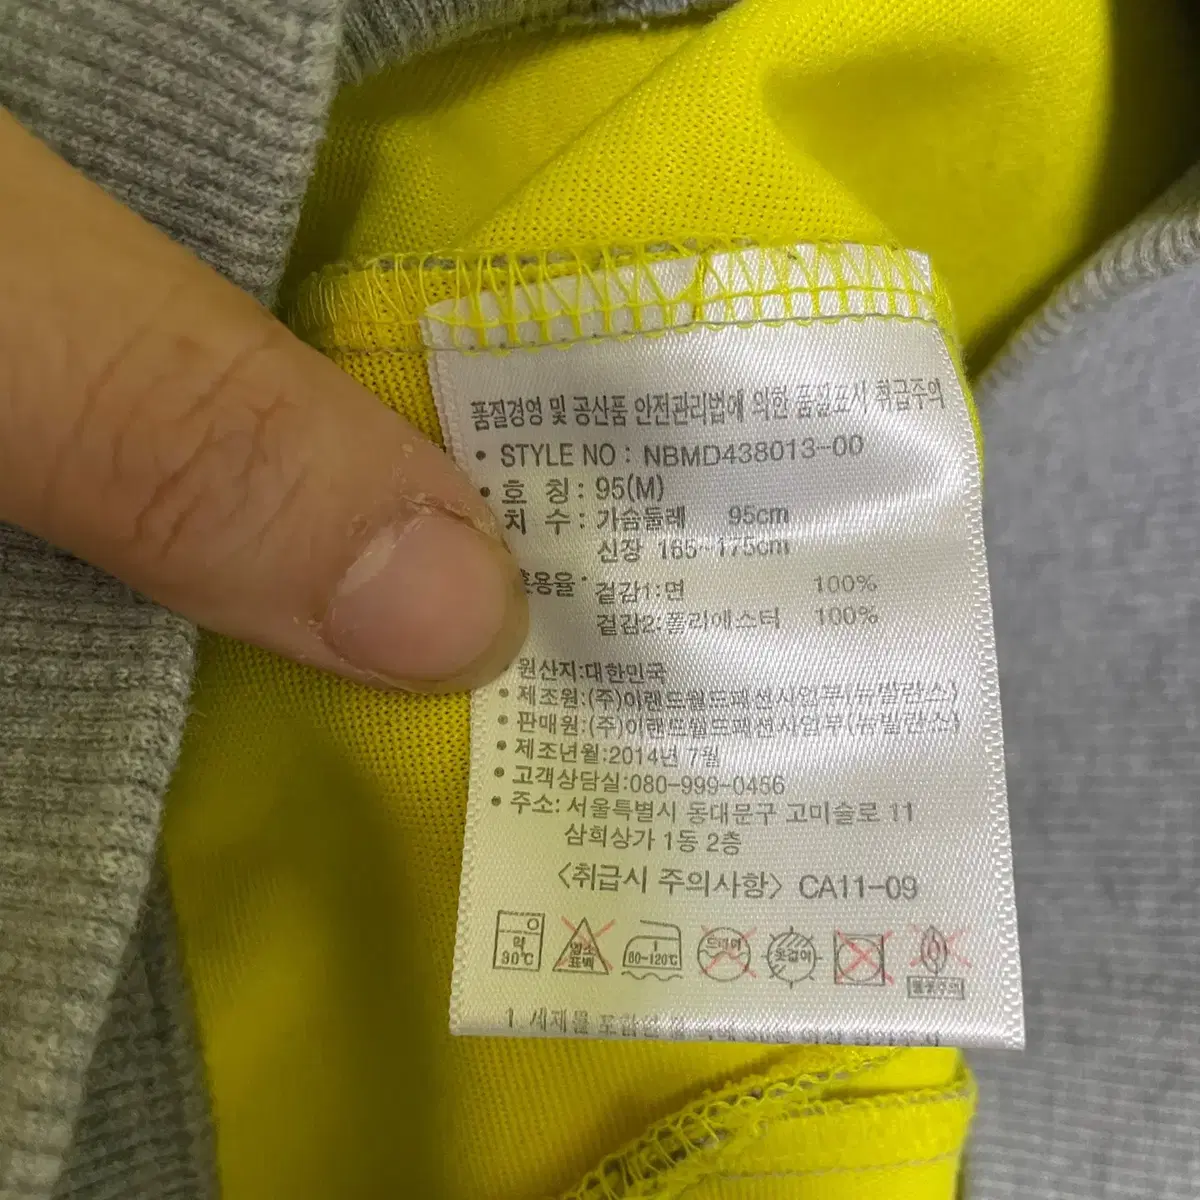 품질경영 및 공산품 안전관리법에 의한 품질표시 취급주의
• STYLE NO : NBMD438013-00
• 호 칭 : 95(M)
치 수 : 가슴둘레 95cm
신장 165~175cm
혼용율 • 겉감1:면 100%
겉감2:폴리에스터 100%
• 원산지:대한민국
• 제조원:(주)이랜드월드패션사업부(뉴발란스)
• 판매원:(주)이랜드월드패션사업부(뉴발란스)
• 제조년월:2014년 7월
• 고객상담실:080-999-0456
• 주소: 서울특별시 동대문구 고미술로 11
삼희상가 1동 2층
<취급시 주의사항> CA11-09
약 30℃ 염소 표백 80~120℃ 드라이 옷걸이
1. 세제를 포함한